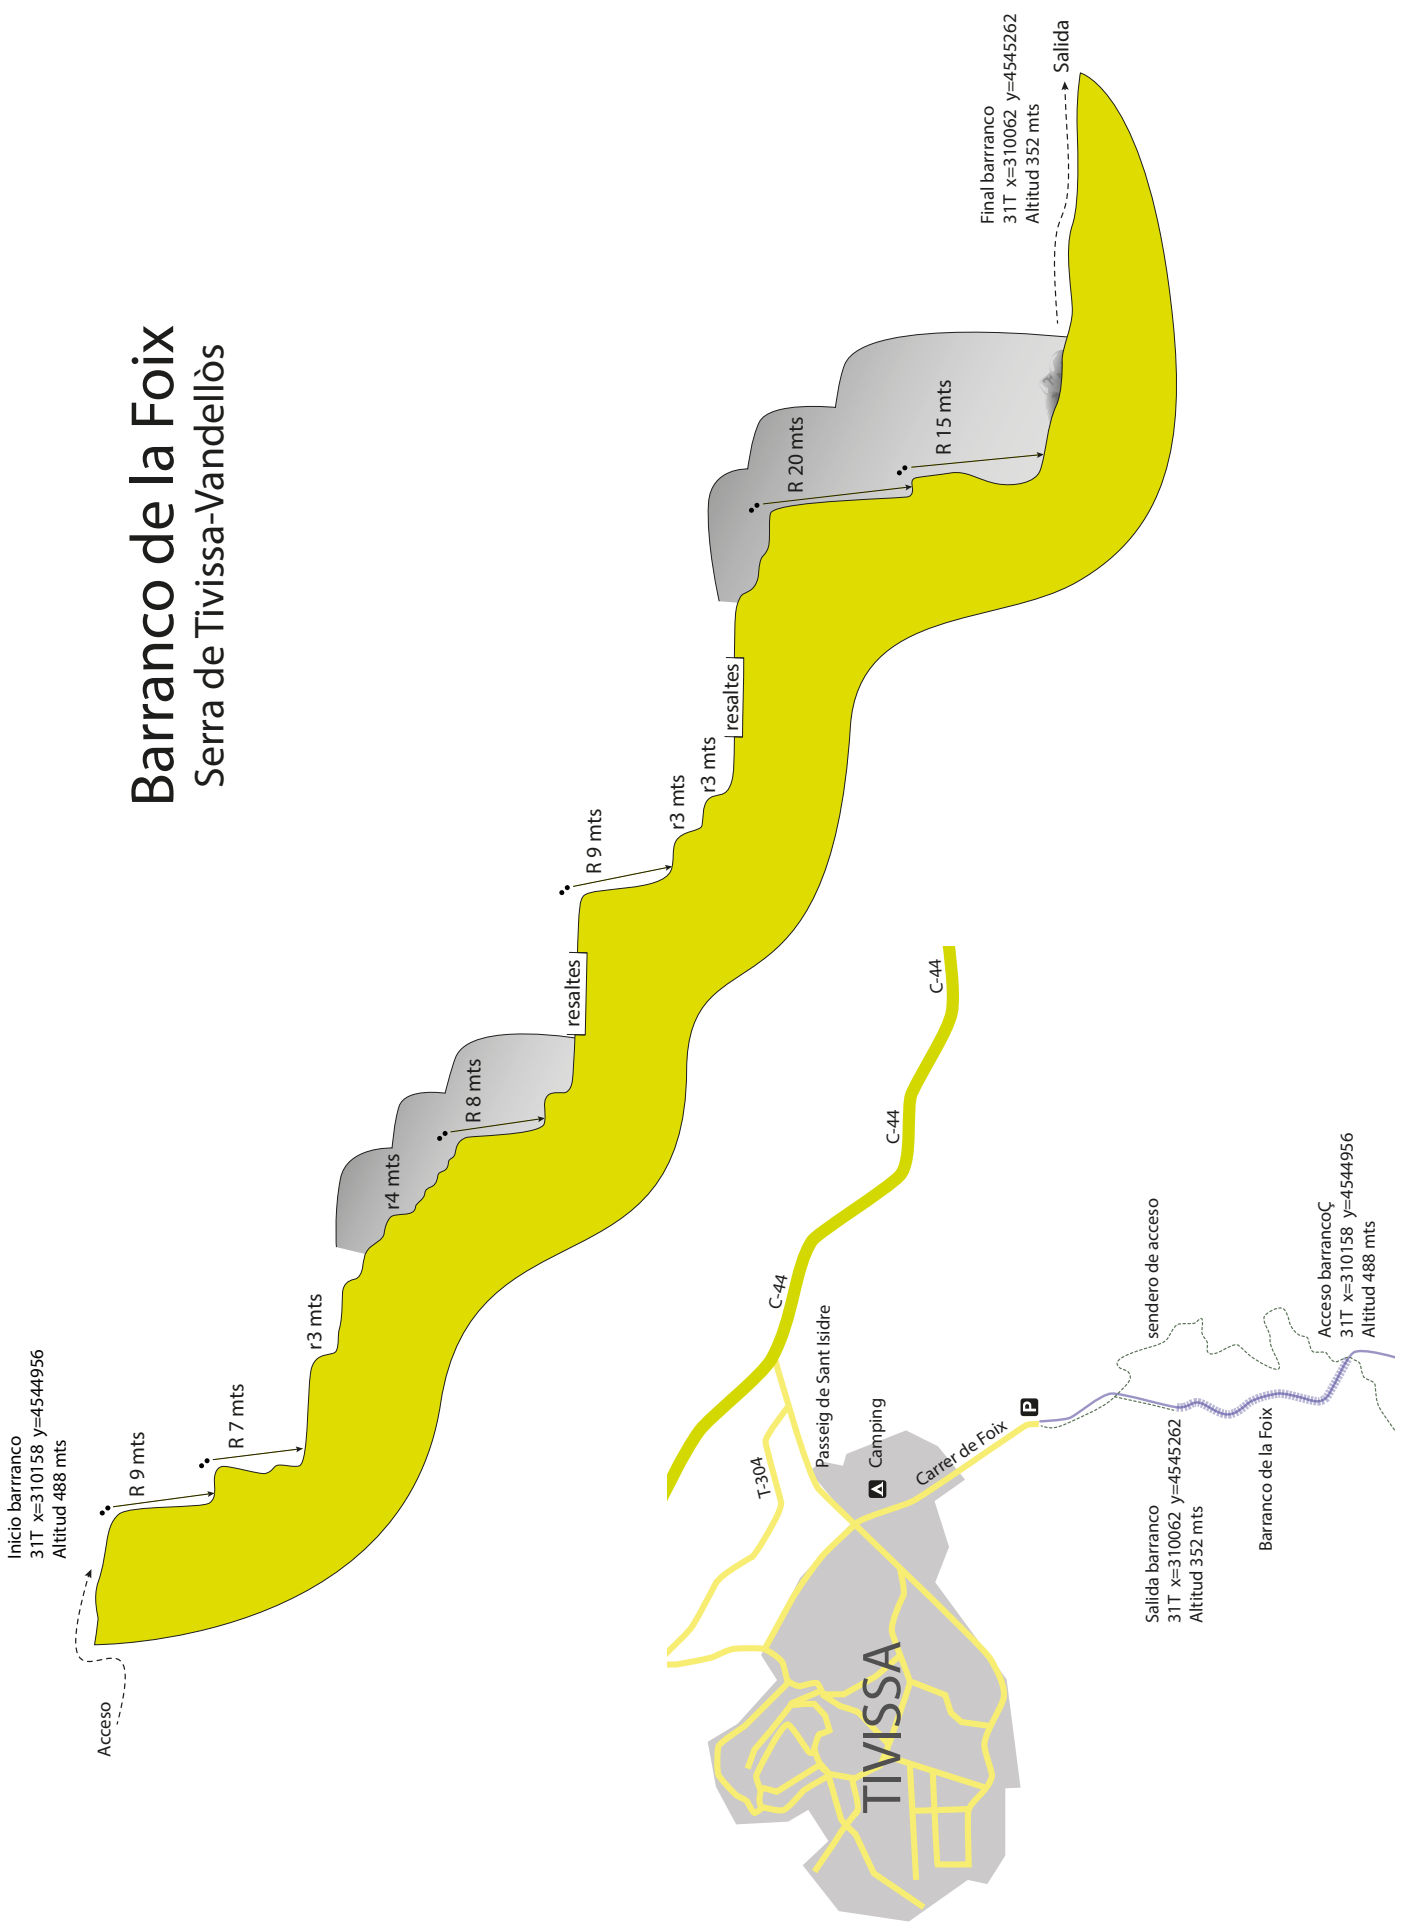 Barranco de la Foix
Serra de Tivissa-Vandellòs
Acceso
Inicio barrranco
31T x=310158 y=4544956
Altitud 488 mts
R 9 mts
R 7 mts
r3 mts
r4 mts
R 8 mts
resaltes
R 9 mts
r3 mts
r3 mts
resaltes
R 20 mts
R 15 mts
Final barrranco
31T x=310062 y=4545262
Altitud 352 mts
Salida
C-44
C-44
C-44
T-304
Passeig de Sant Isidre
Camping
Carrer de Foix
P
TIVISSA
sendero de acceso
Salida barranco
31T x=310062 y=4545262
Altitud 352 mts
Barranco de la Foix
Acceso barrancoÇ
31T x=310158 y=4544956
Altitud 488 mts